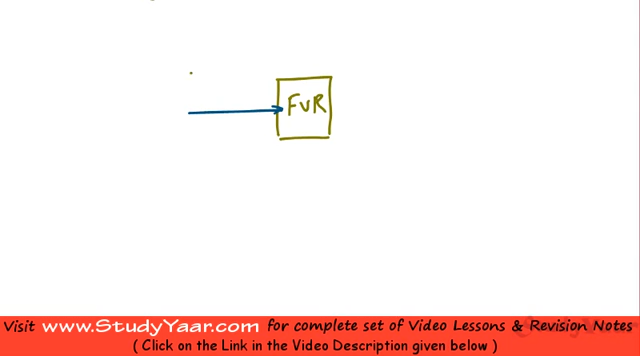 FUR
Visit www.StudyYaar.com for complete set of Video Lessons & Revision Notes
( Click on the Link in the Video Description given below )